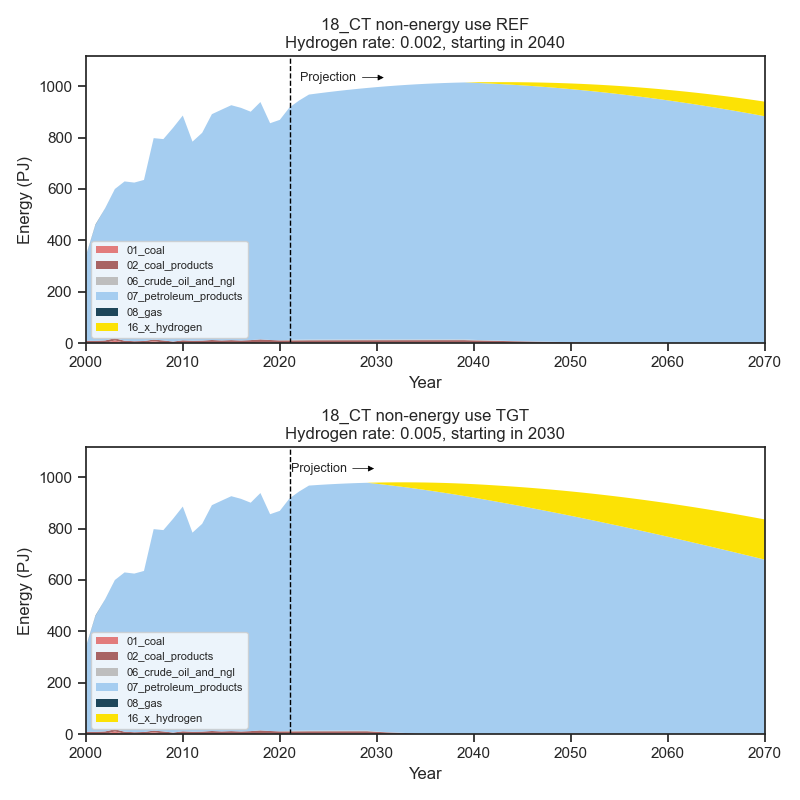 18_CT non-energy use REF
Hydrogen rate: 0.002, starting in 2040
Projection
1000
800
600
400
200
0
Energy (PJ)
01_coal
02_coal_products
06_crude_oil_and_ngl
07_petroleum_products
08_gas
16_x_hydrogen
2000 2010 2020 2030 2040 2050 2060 2070
Year
18_CT non-energy use TGT
Hydrogen rate: 0.005, starting in 2030
Projection
1000
800
600
400
200
0
Energy (PJ)
01_coal
02_coal_products
06_crude_oil_and_ngl
07_petroleum_products
08_gas
16_x_hydrogen
2000 2010 2020 2030 2040 2050 2060 2070
Year